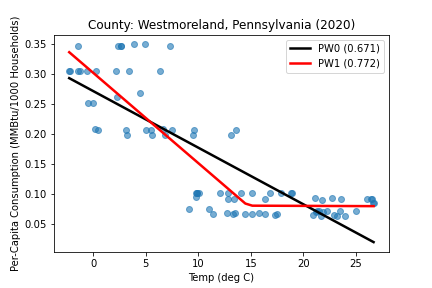 County: Westmoreland, Pennsylvania (2020)
Per-Capita Consumption (MMBtu/1000 Households)
0.35
0.30
0.25
0.20
0.15
0.10
0.05
PW0 (0.671)
PW1 (0.772)
0 5 10 15 20 25
Temp (deg C)